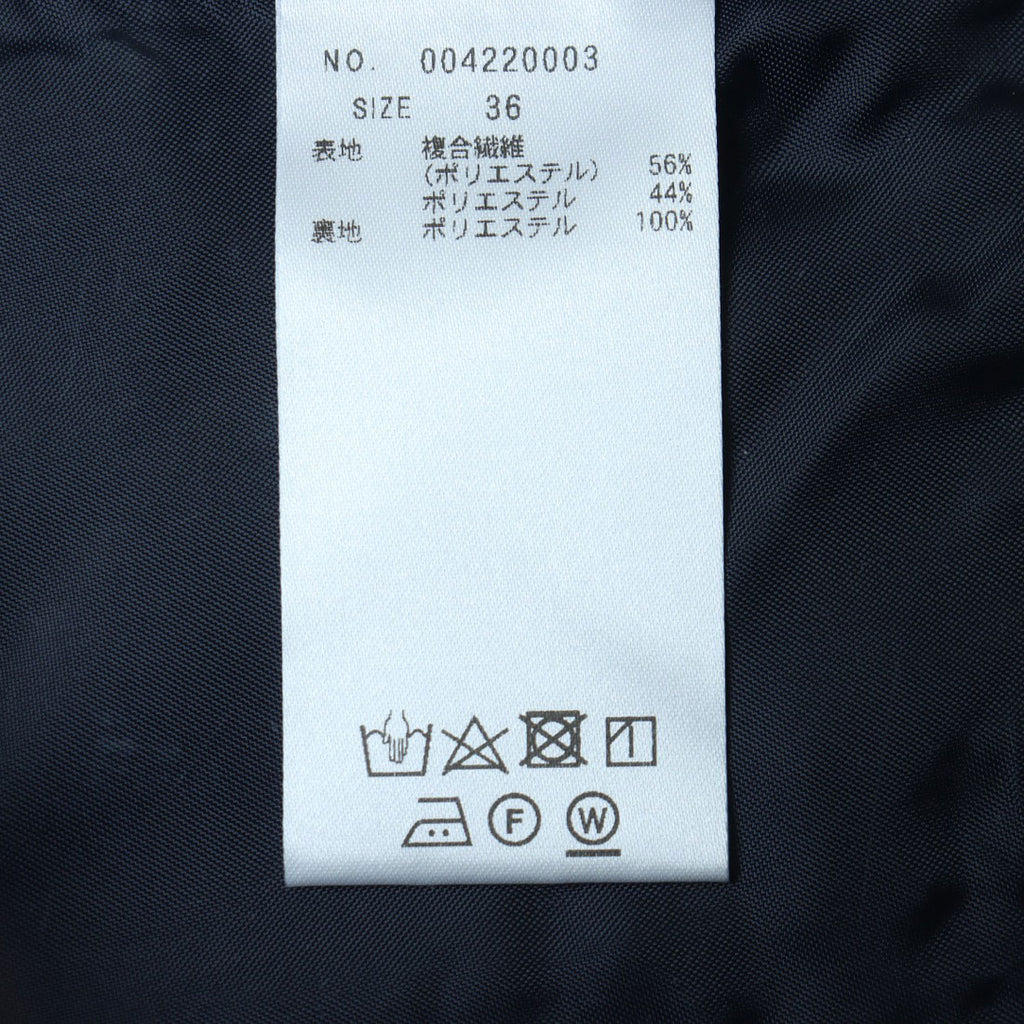 NO. 004220003
SIZE 36
表地 複合繊維
(ポリエステル) 56%
ポリエステル 44%
裏地 ポリエステル 100%
F W